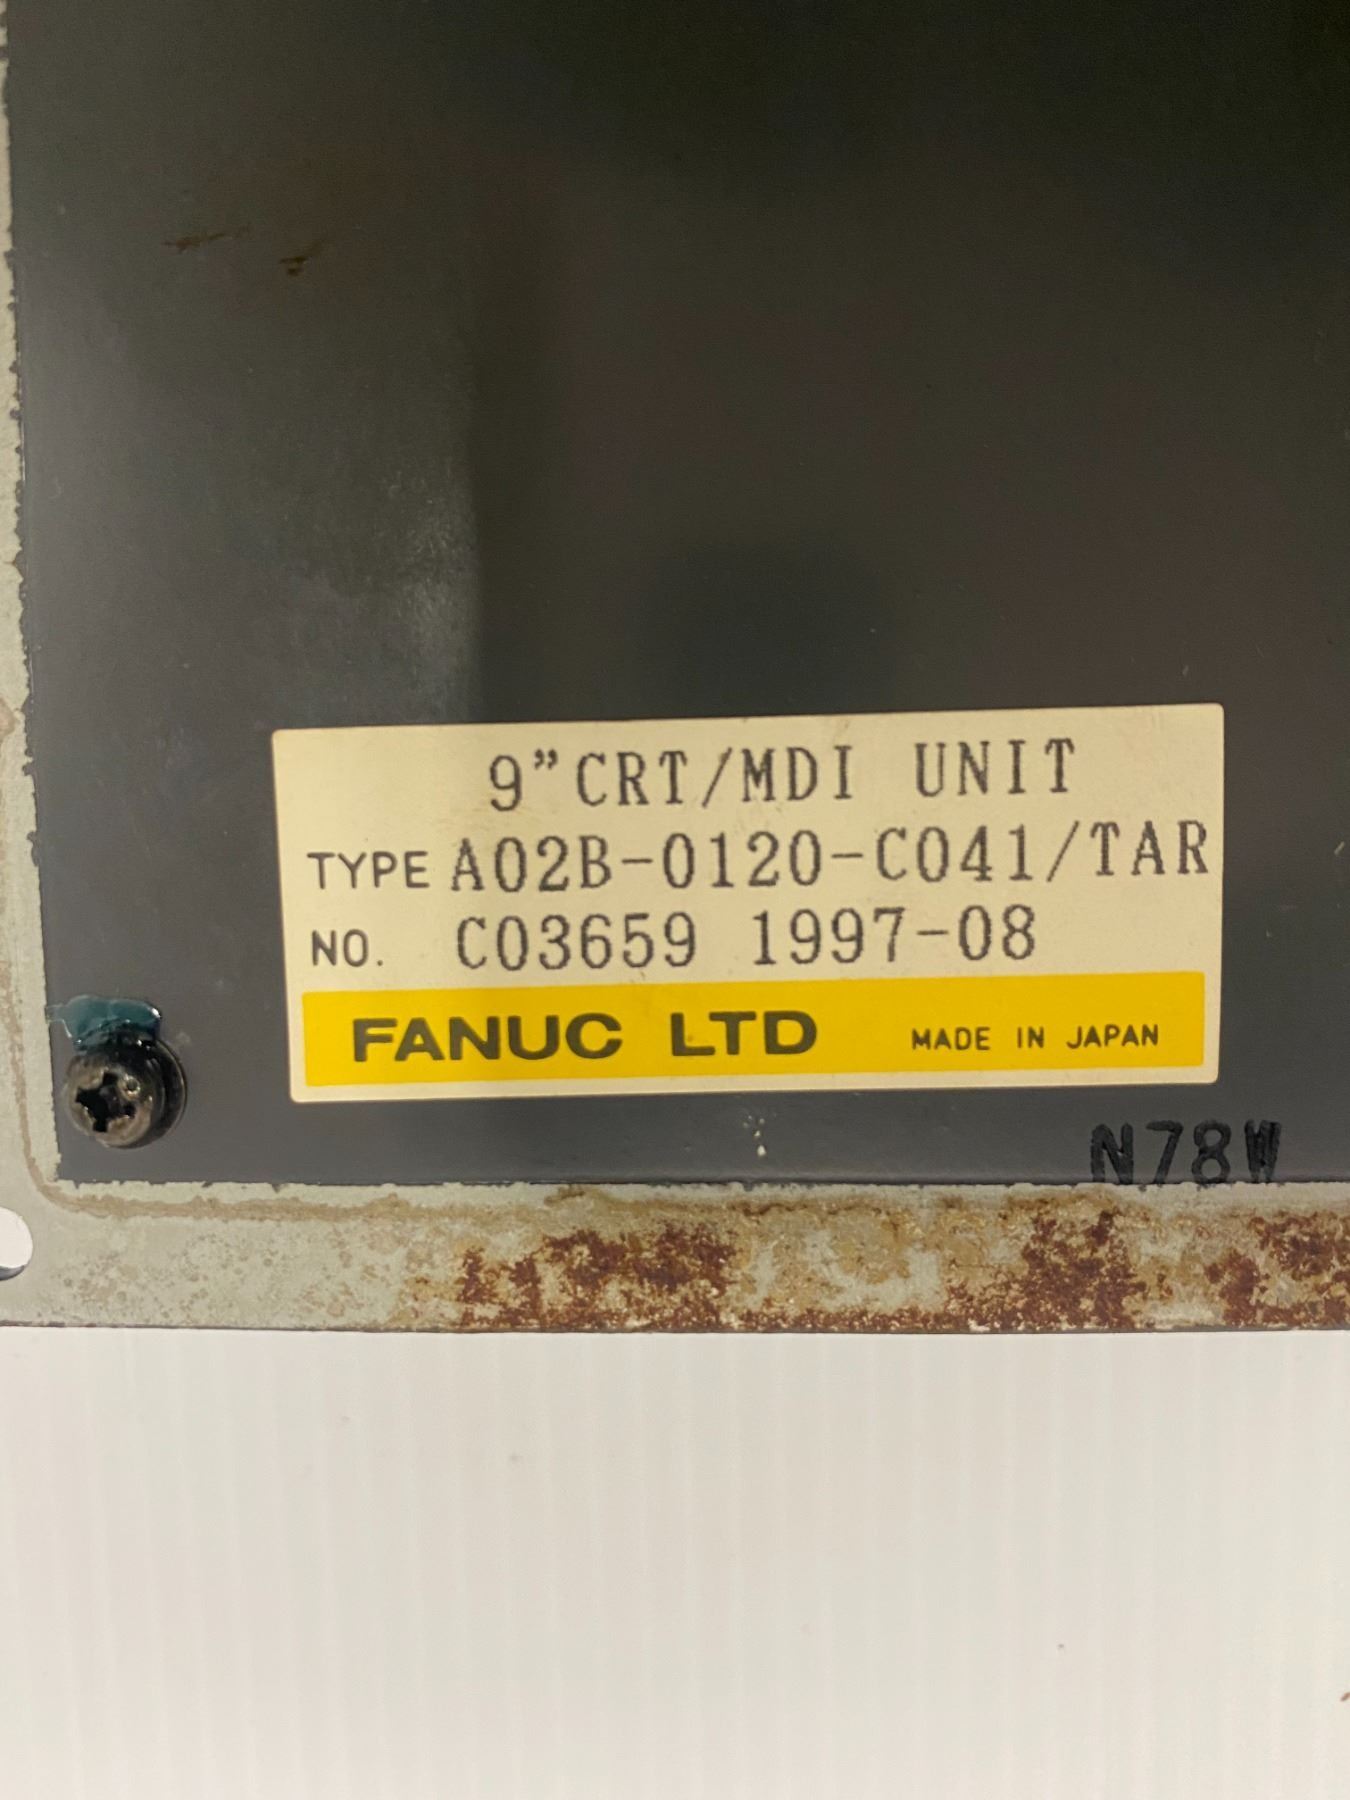 9”CRT/MDI UNIT
TYPE A02B-0120-C041/TAR
NO. C03659 1997-08
FANUC LTD MADE IN JAPAN
N78W